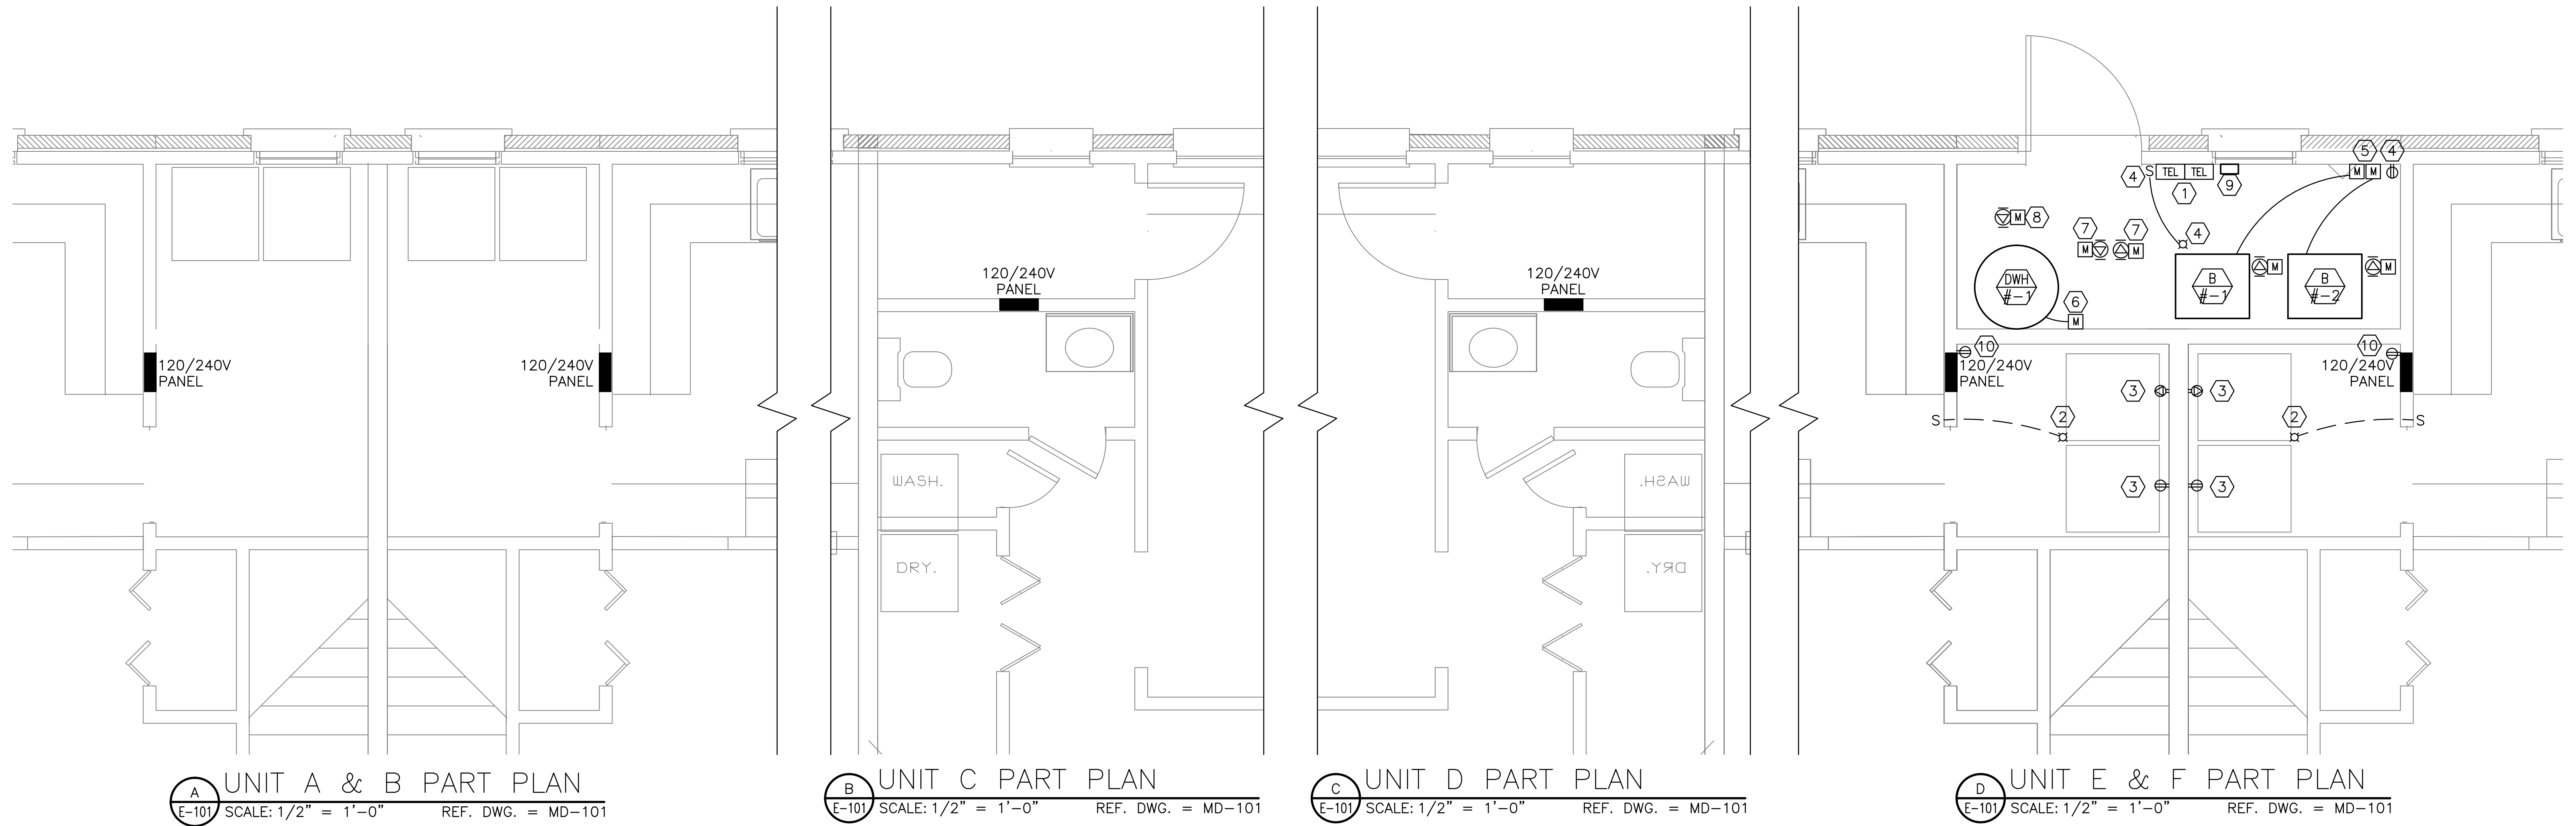 120/240V
PANEL
120/240V
PANEL
A
E-101
UNIT A & B PART PLAN
SCALE: 1/2" = 1'-0" REF. DWG. = MD-101
120/240V
PANEL
WASH.
DRY.
B
E-101
UNIT C PART PLAN
SCALE: 1/2" = 1'-0" REF. DWG. = MD-101
120/240V
PANEL
WASH.
DRY.
C
E-101
UNIT D PART PLAN
SCALE: 1/2" = 1'-0" REF. DWG. = MD-101
5 4
4 S TEL TEL M M
9
1
M 8
7 7
4
M M
M M
DWH
#-1
B
#-1
B
#-2
6
M
10 10
120/240V
PANEL
120/240V
PANEL
3 3
2 2
S S
3 3
D
E-101
UNIT E & F PART PLAN
SCALE: 1/2" = 1'-0" REF. DWG. = MD-101